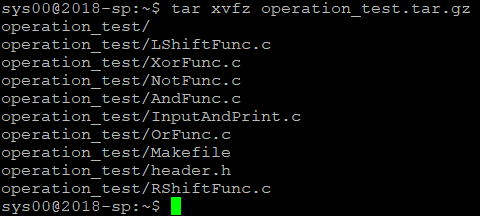 sys00@2018-sp:~$ tar xvfz operation_test.tar.gz
operation_test/
operation_test/LShiftFunc.c
operation_test/XorFunc.c
operation_test/NotFunc.c
operation_test/AndFunc.c
operation_test/InputAndPrint.c
operation_test/OrFunc.c
operation_test/Makefile
operation_test/header.h
operation_test/RShiftFunc.c
sys00@2018-sp:~$